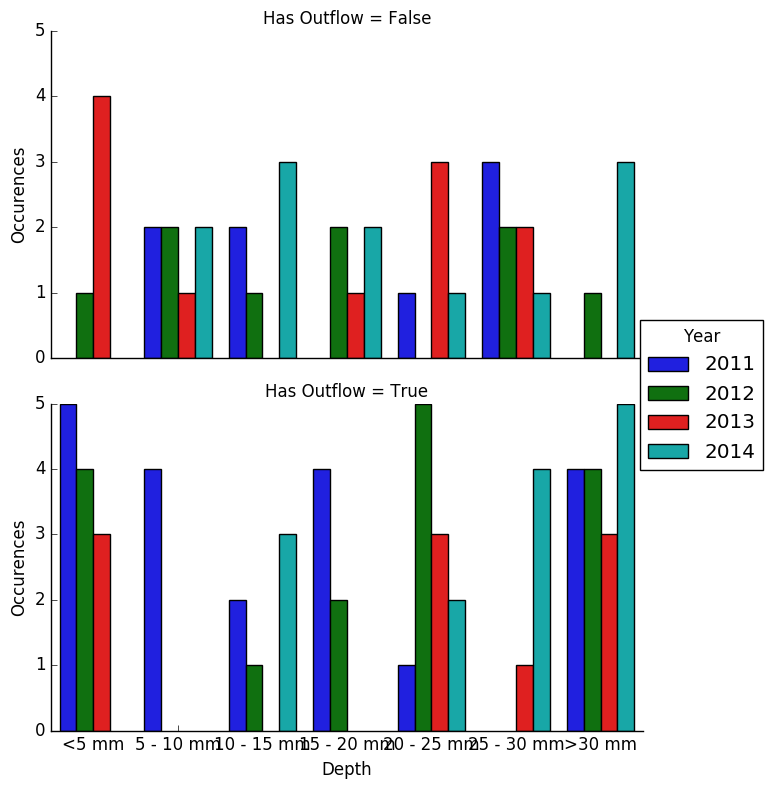 Has Outflow = False
5
4
3
2
1
0
Occurences
Year
2011
2012
2013
2014
Has Outflow = True
5
4
3
2
1
0
Occurences
<5 mm 5 - 10 mm 10 - 15 mm 15 - 20 mm 20 - 25 mm 25 - 30 mm >30 mm
Depth